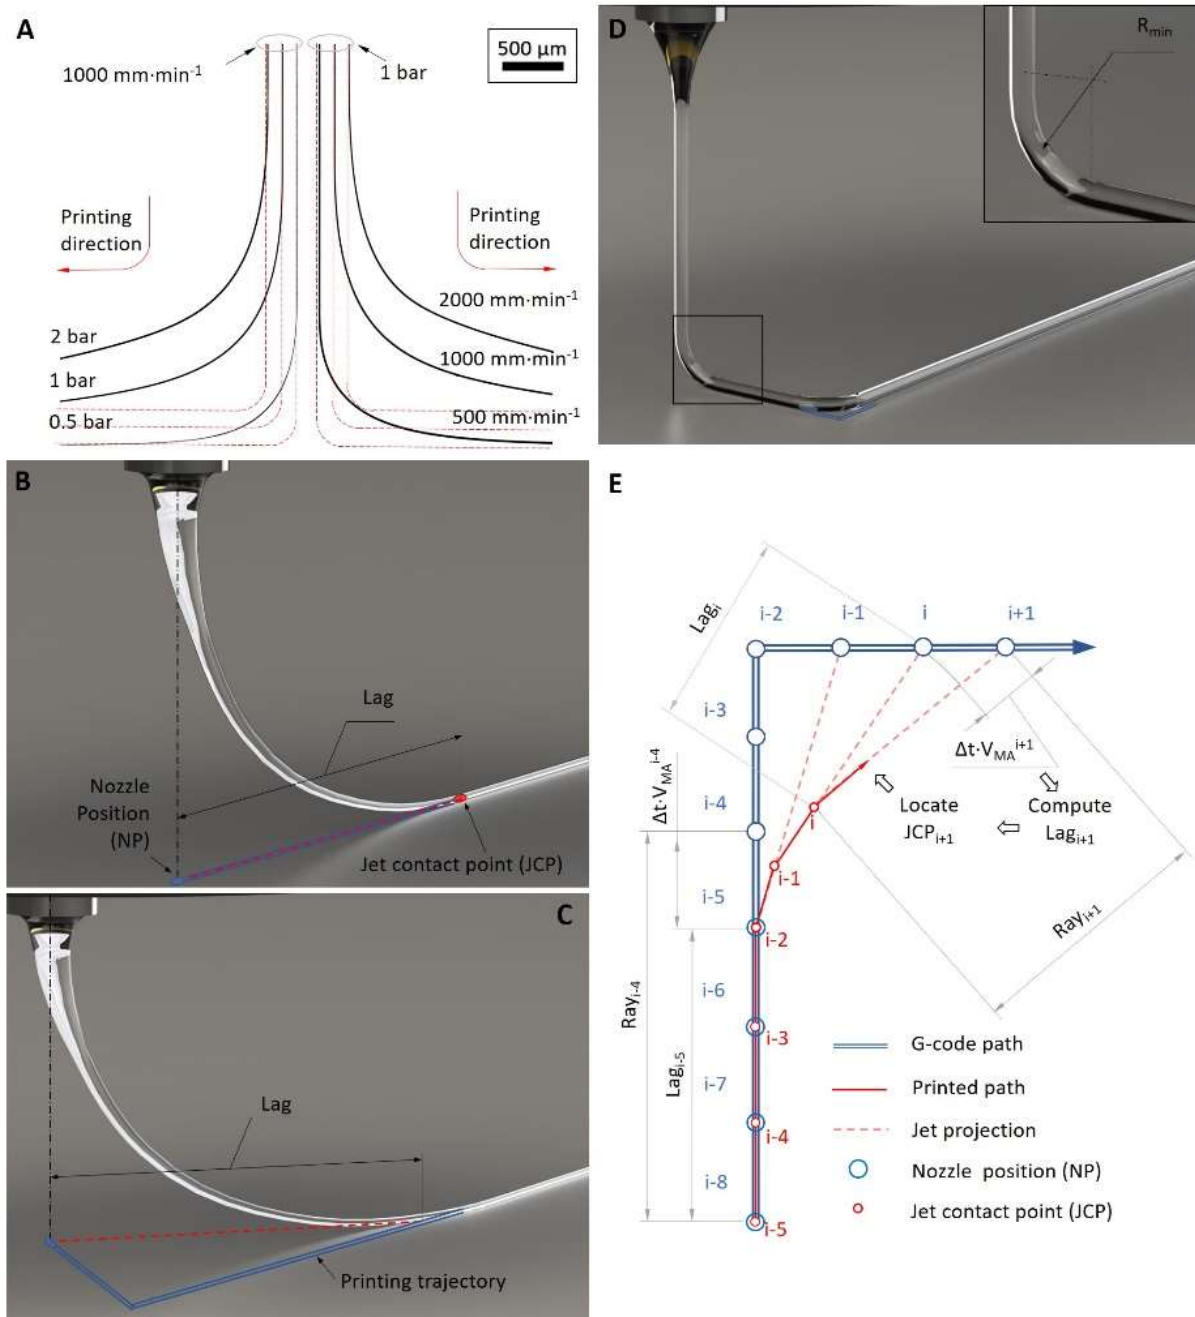 A
1000 mm·min⁻¹
1 bar
500 µm
Printing
direction
Printing
direction
2000 mm·min⁻¹
2 bar
1000 mm·min⁻¹
1 bar
0.5 bar
500 mm·min⁻¹
B
Lag
Nozzle
Position
(NP)
Jet contact point (JCP)
C
Lag
Printing trajectory
D
Rmin
E
Lagi
i-2
i-1
i
i+1
i-3
Δt·VMA^i-4
i-4
Δt·VMA^i+1
i
Locate
JCPi+1
Compute
Lagi+1
i-1
i-5
i-2
Rayi+1
Rayi-4
Lagi-5
i-6
i-3
i-7
i-4
i-8
i-5
G-code path
Printed path
Jet projection
Nozzle position (NP)
Jet contact point (JCP)